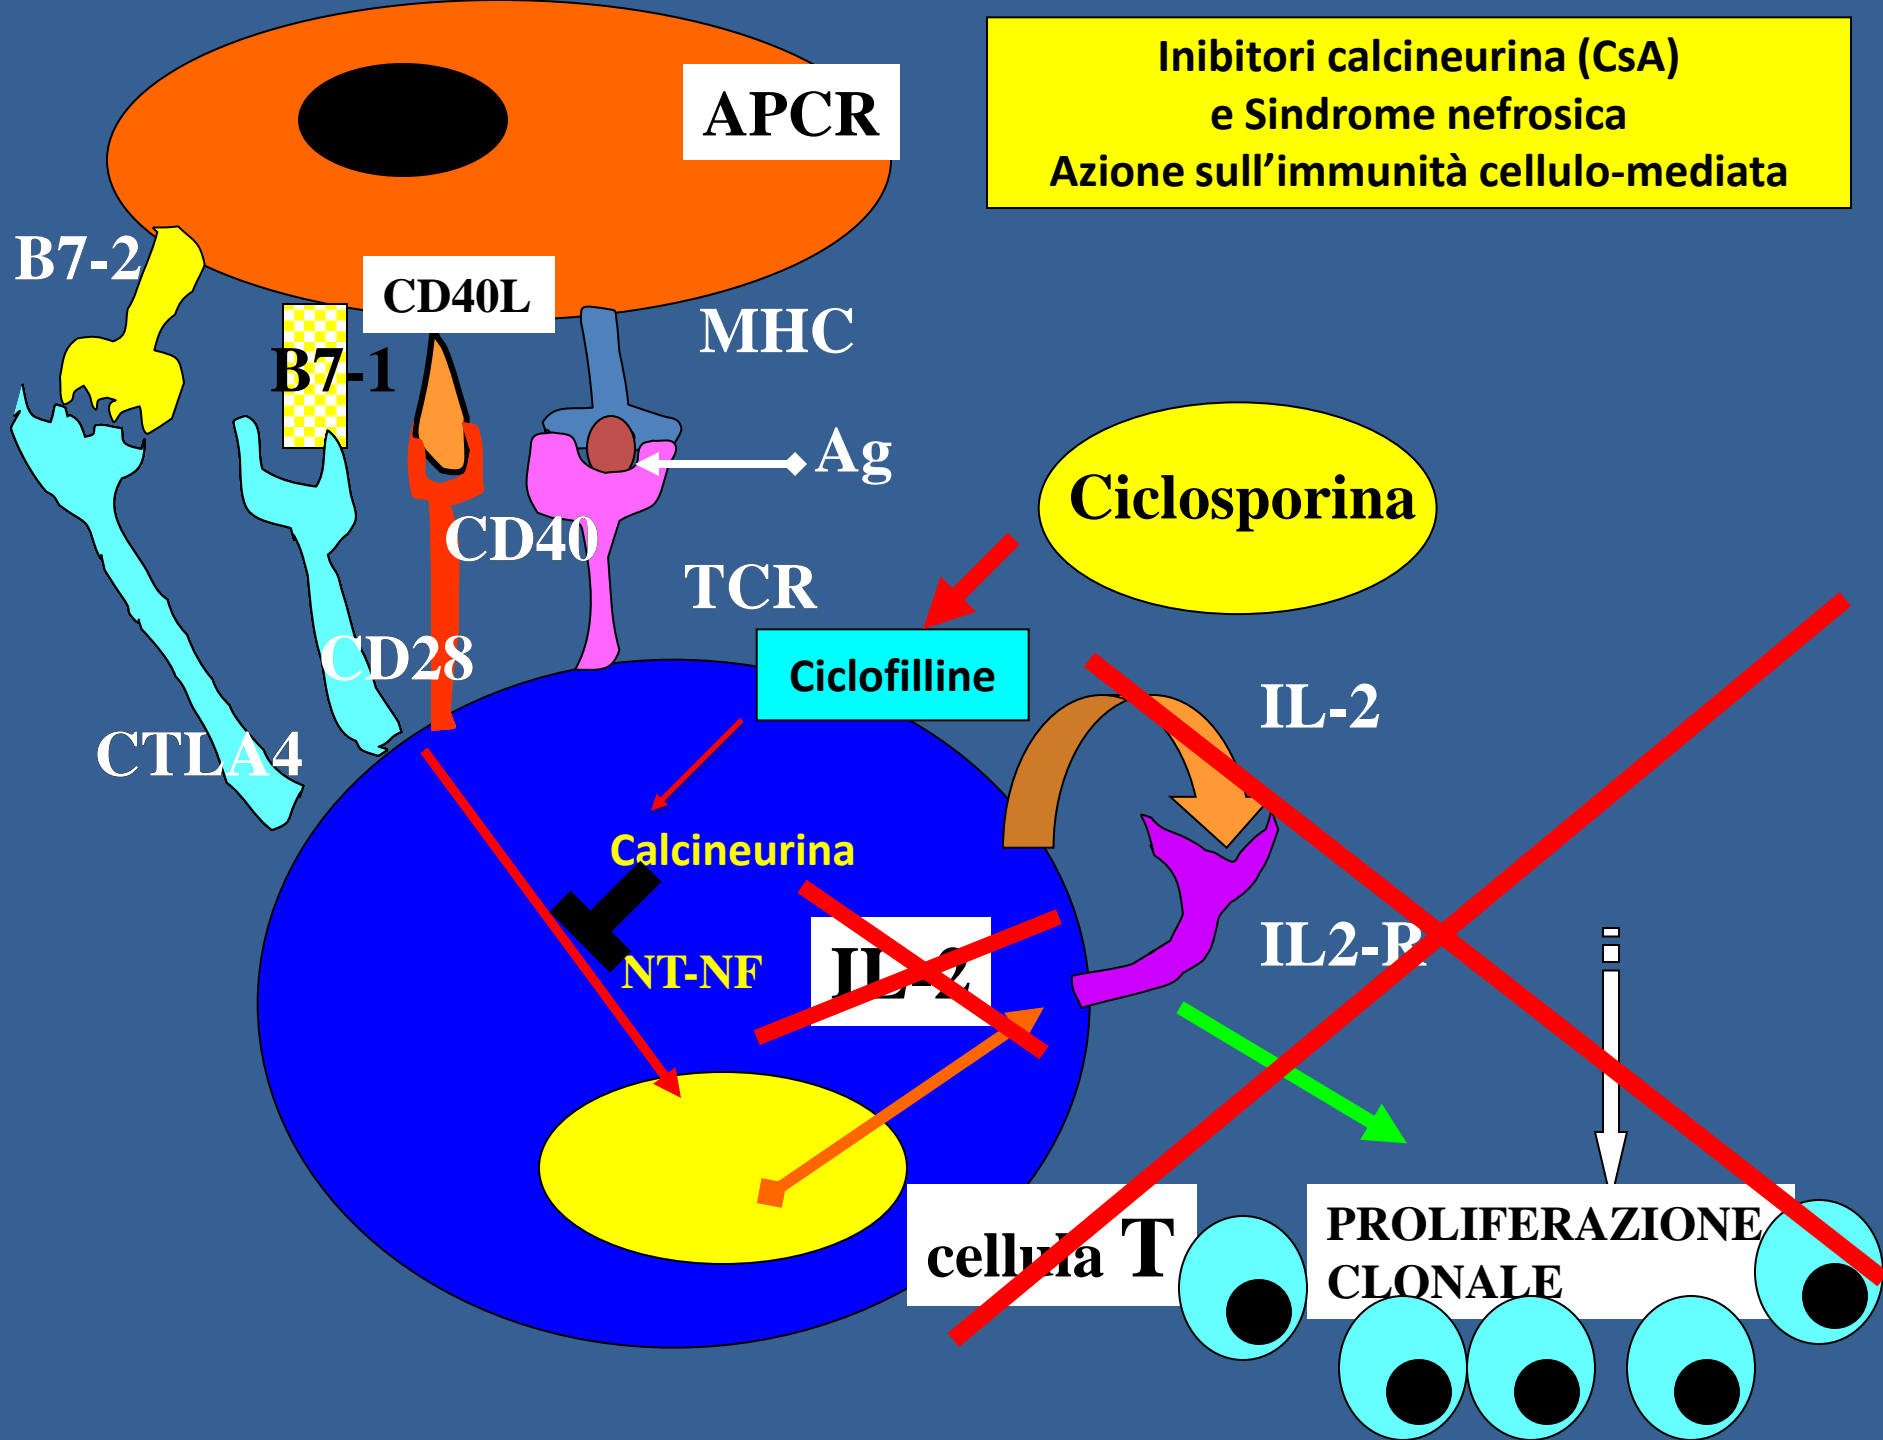 Inibitori calcineurina (CsA)
e Sindrome nefrosica
Azione sull’immunità cellulo-mediata
APCR
B7-2
CD40L
MHC
B7-1
Ag
Ciclosporina
CD40
TCR
CD28
Ciclofilline
IL-2
CTLA4
Calcineurina
IL2-R
NT-NF
IL-2
cellula T
PROLIFERAZIONE
CLONALE